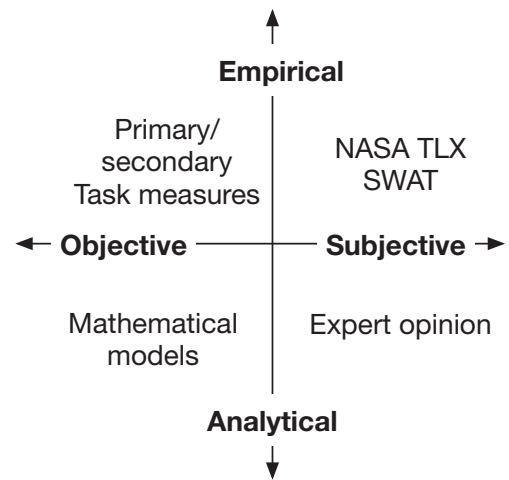 Empirical
Primary/
secondary
Task measures
NASA TLX
SWAT
Objective
Subjective
Mathematical
models
Expert opinion
Analytical